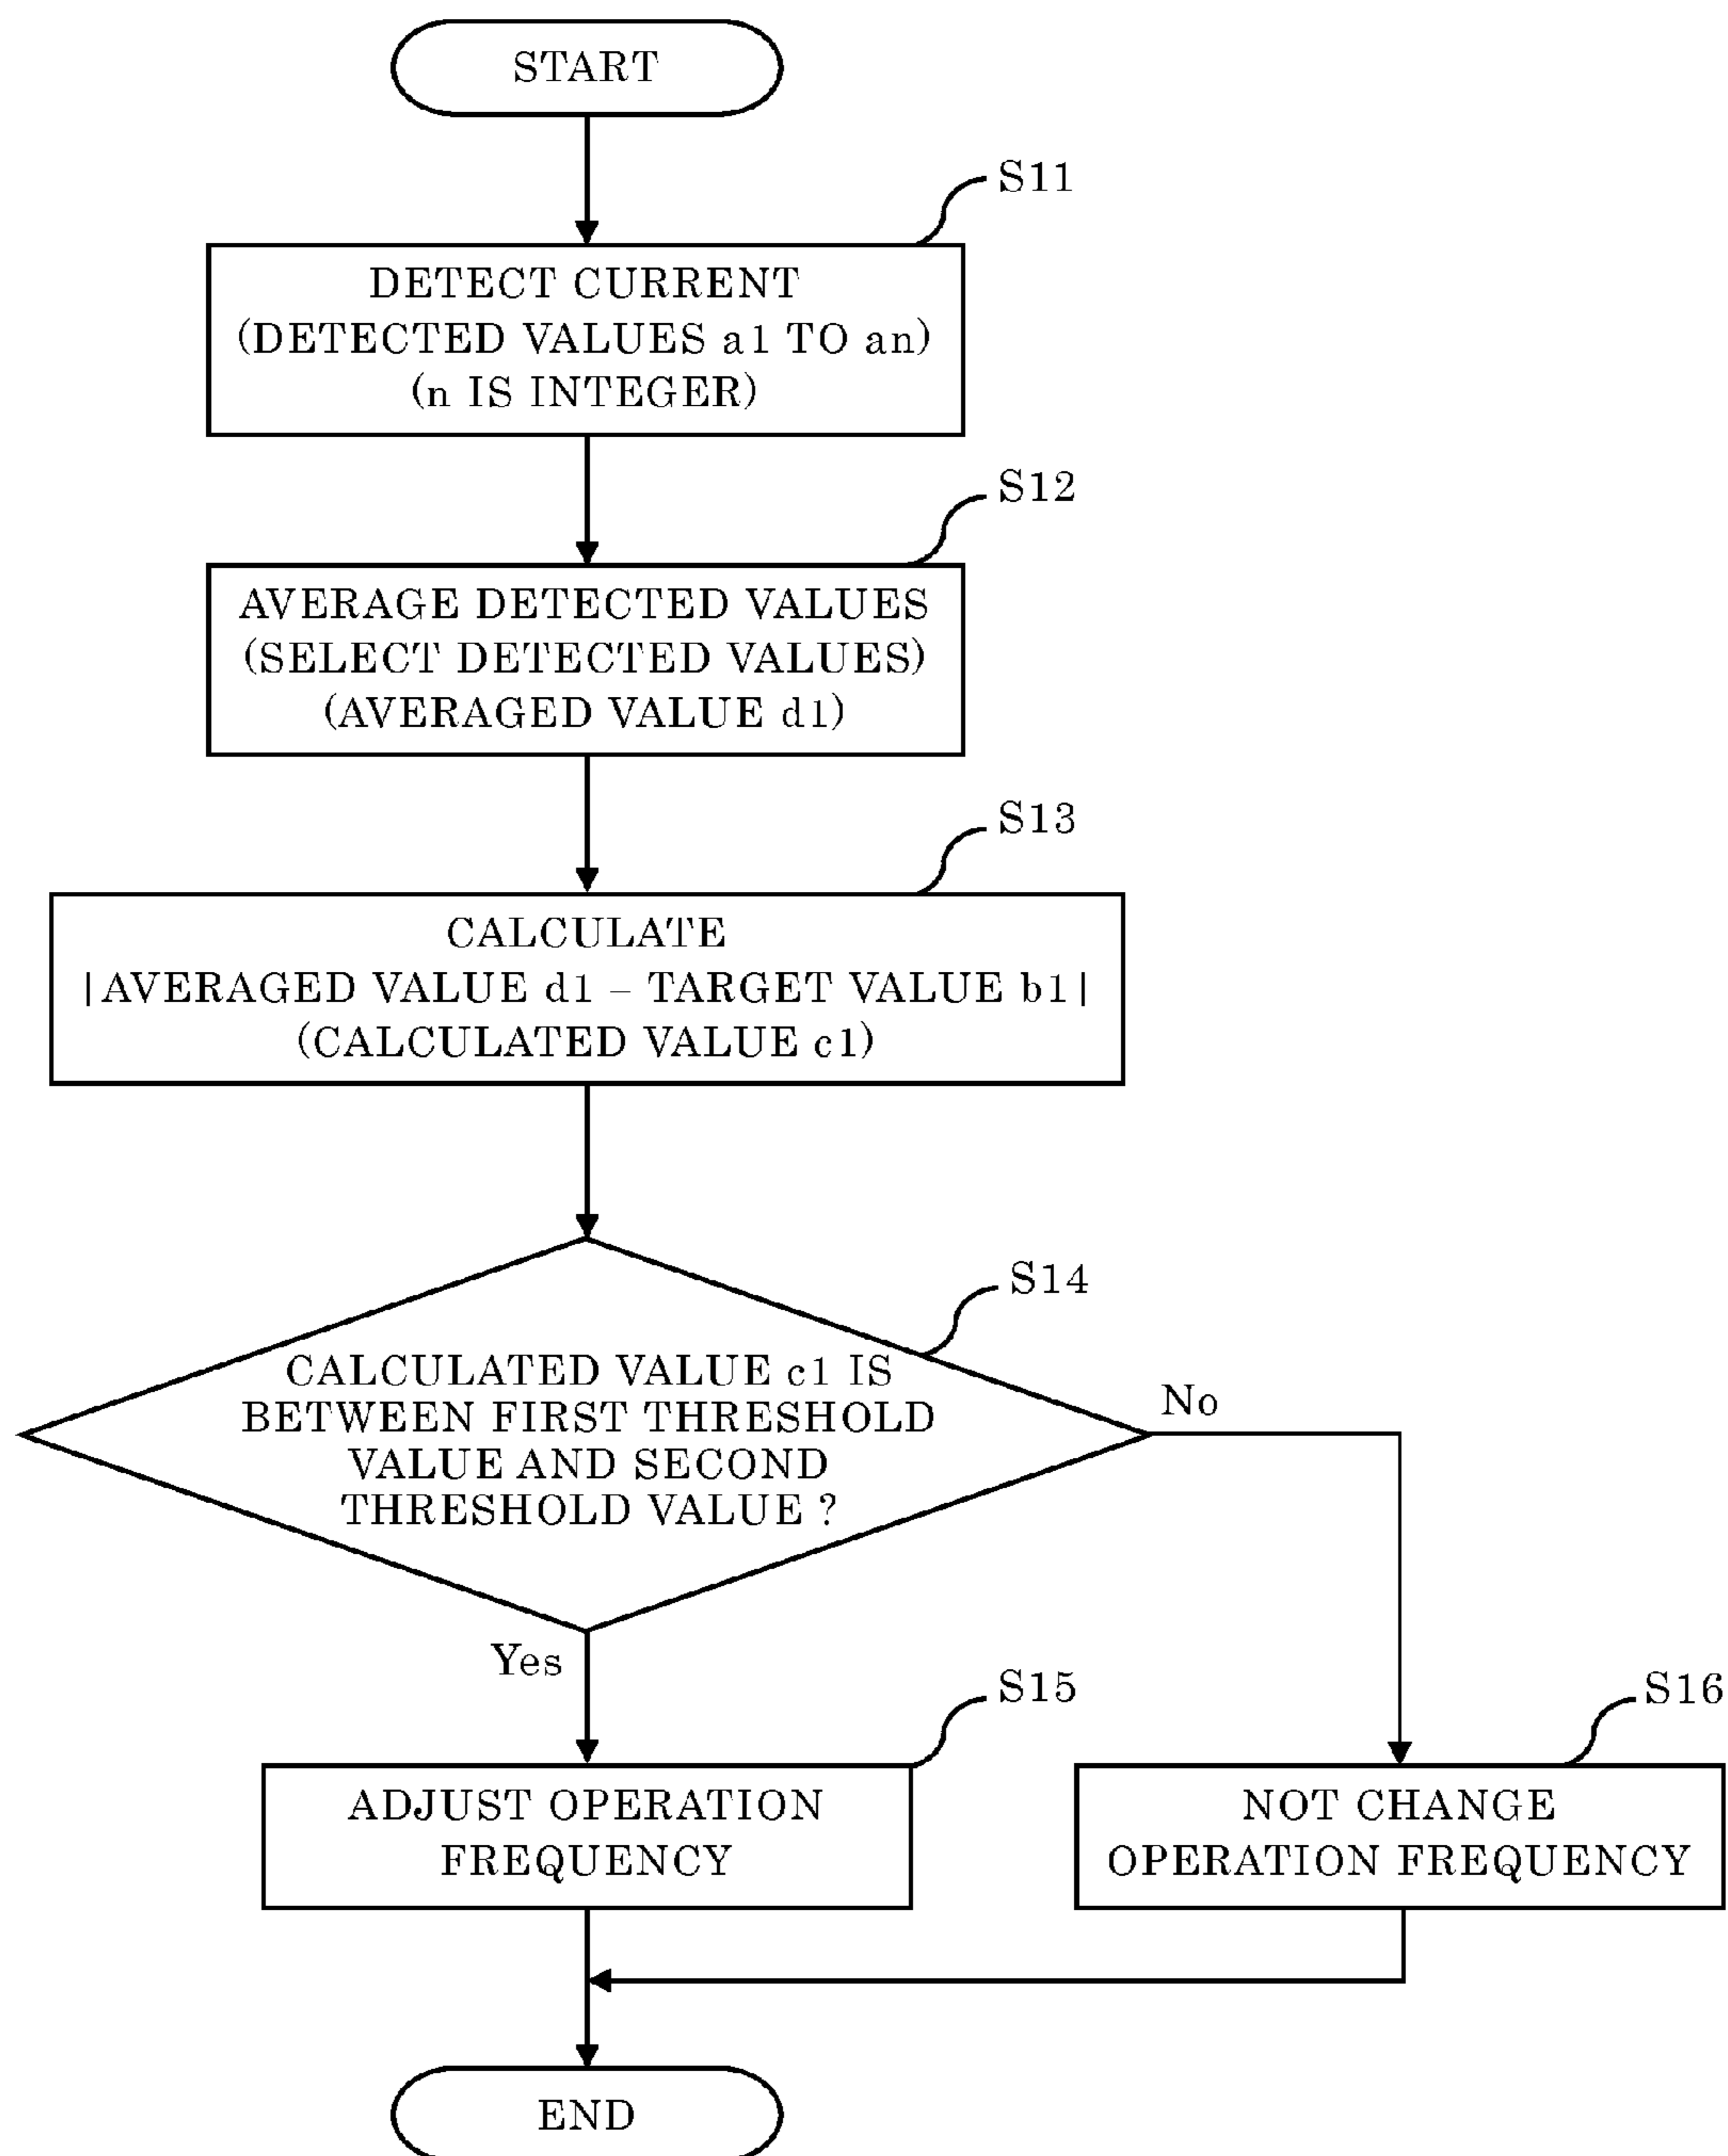 START
S11
DETECT CURRENT
(DETECTED VALUES a1 TO an)
(n IS INTEGER)
S12
AVERAGE DETECTED VALUES
(SELECT DETECTED VALUES)
(AVERAGED VALUE d1)
S13
CALCULATE
|AVERAGED VALUE d1 – TARGET VALUE b1|
(CALCULATED VALUE c1)
S14
CALCULATED VALUE c1 IS
BETWEEN FIRST THRESHOLD
VALUE AND SECOND
THRESHOLD VALUE ?
No
Yes
S15
ADJUST OPERATION
FREQUENCY
S16
NOT CHANGE
OPERATION FREQUENCY
END